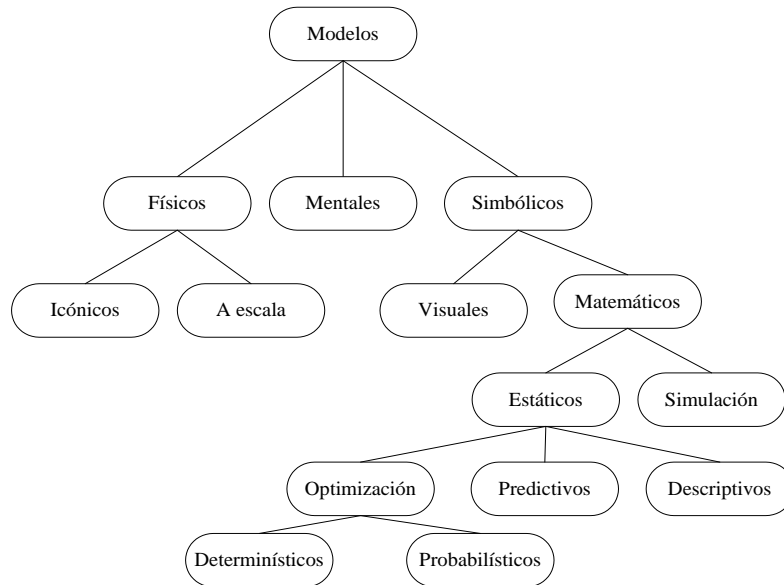 Modelos
Físicos
Mentales
Simbólicos
Icónicos
A escala
Visuales
Matemáticos
Estáticos
Simulación
Optimización
Predictivos
Descriptivos
Determinísticos
Probabilísticos